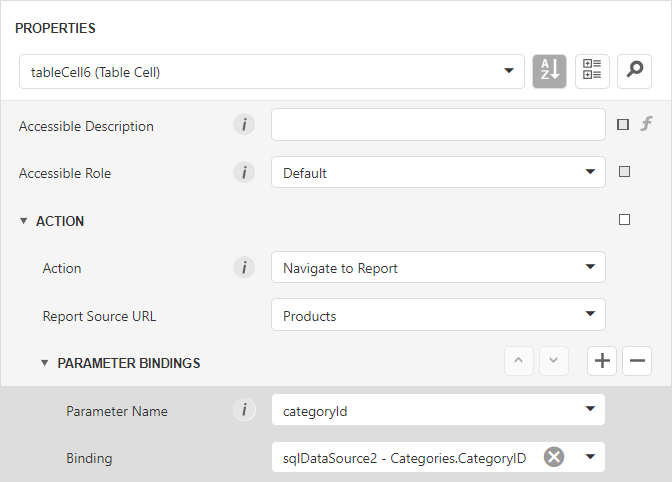 PROPERTIES
tableCell6 (Table Cell)
A
Z
Accessible Description i f
Accessible Role i Default
ACTION
Action i Navigate to Report
Report Source URL Products
PARAMETER BINDINGS
Parameter Name i categoryId
Binding sqlDataSource2 - Categories.CategoryID